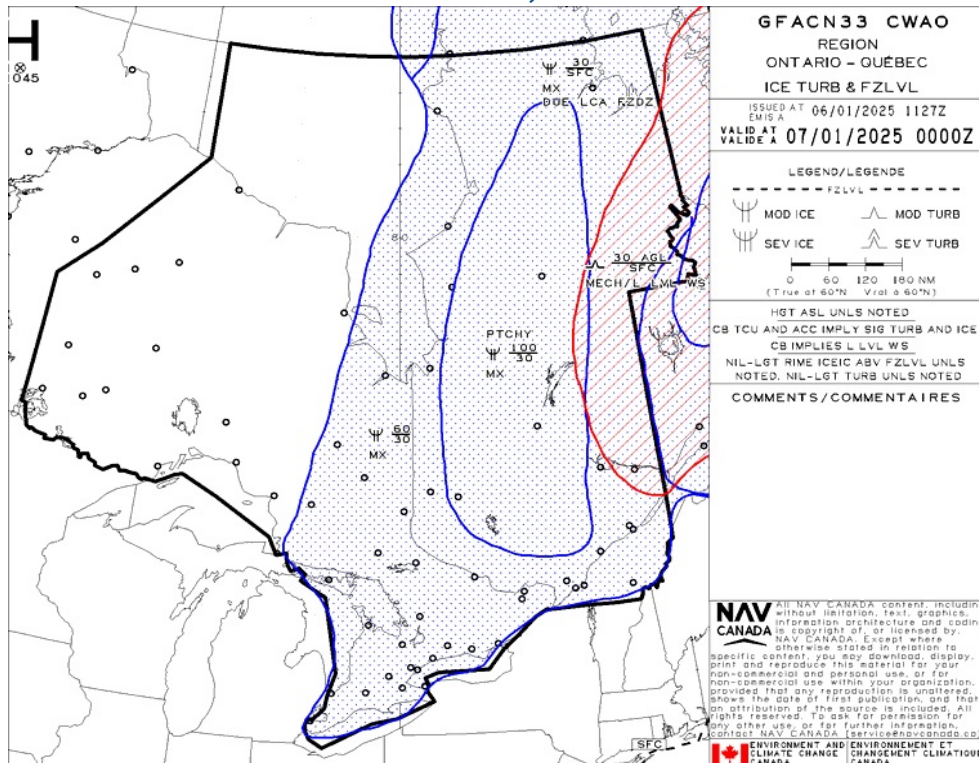 045
30
SFC
MX
DUE LCA FZDZ
30 AGL
SFC
MECH/L LVL WS
PTCHY
100
30
MX
60
30
MX
SFC
GFACN33 CWAO
REGION
ONTARIO – QUÉBEC
ICE TURB & FZLVL
ISSUED AT
ÉMIS À
06/01/2025 1127Z
VALID AT
VALIDE À
07/01/2025 0000Z
LEGEND/LÉGENDE
FZLVL
MOD ICE
MOD TURB
SEV ICE
SEV TURB
0 60 120 180 NM
(True at 60°N Vrai à 60°N)
HGT ASL UNLS NOTED
CB TCU AND ACC IMPLY SIG TURB AND ICE
CB IMPLIES L LVL WS
NIL-LGT RIME ICEIC ABV FZLVL UNLS
NOTED. NIL-LGT TURB UNLS NOTED
COMMENTS/COMMENTAIRES
NAV
CANADA
All NAV CANADA content, including
without limitation, text, graphics,
information architecture and coding
is copyright of, or licensed by,
NAV CANADA. Except where
otherwise stated in relation to
specific content, you may download, display,
print and reproduce this material for your
non-commercial and personal use, or for
non-commercial use within your organization,
provided that any reproduction is unaltered,
shows the date of first publication, and that
an attribution of the source is included. All
rights reserved. To ask for permission for
any other use, or for further information,
contact NAV CANADA [service@navcanada.ca]
ENVIRONMENT AND
CLIMATE CHANGE
CANADA
ENVIRONNEMENT ET
CHANGEMENT CLIMATIQUE
CANADA